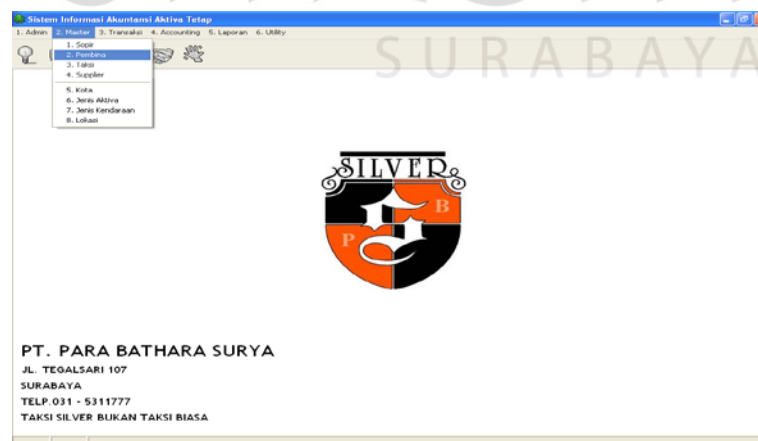 Sistem Informasi Akuntansi Aktiva Tetap
1. Admin 2. Master 3. Transaksi 4. Accounting 5. Laporan 6. Utility
1. Sopir
2. Pembina
3. Taksi
4. Supplier
5. Kota
6. Jenis Aktiva
7. Jenis Kendaraan
8. Lokasi
SURABAYA
SILVER
B
P
PT. PARA BATHARA SURYA
JL. TEGALSARI 107
SURABAYA
TELP.031 - 5311777
TAKSI SILVER BUKAN TAKSI BIASA